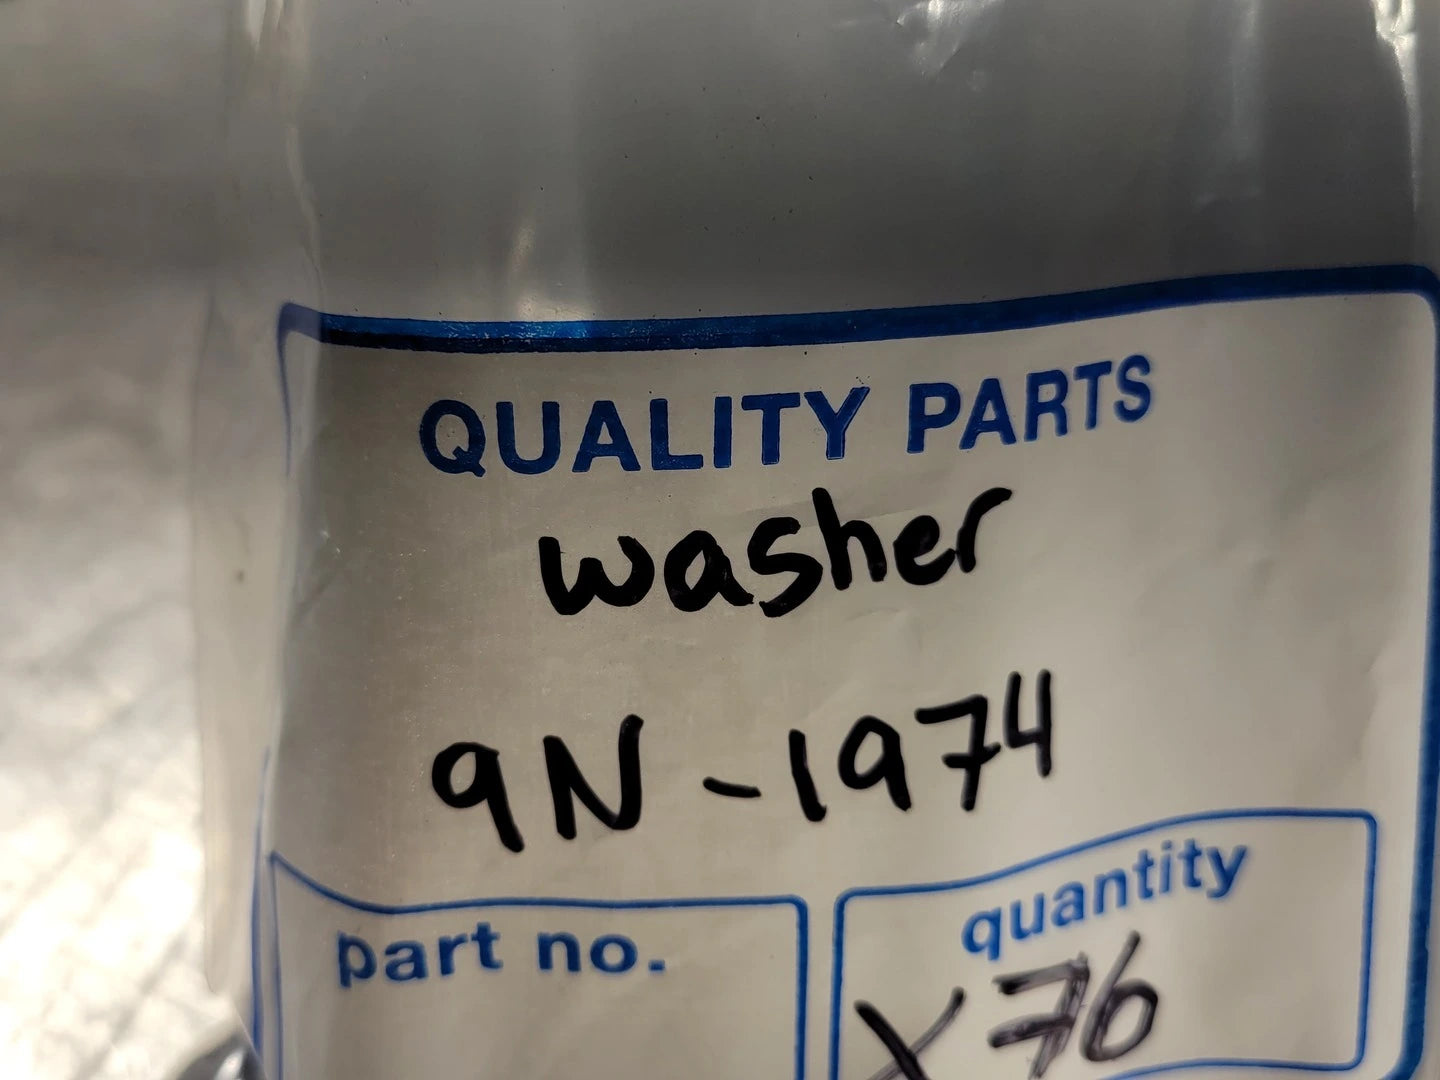 QUALITY PARTS
washer
9N-1974
part no.
quantity
x76